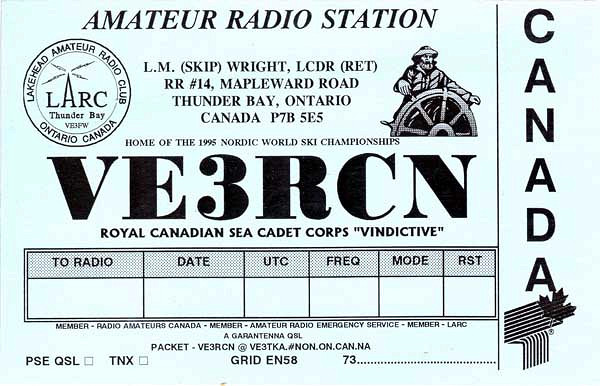 AMATEUR RADIO STATION
LAKEHEAD AMATEUR RADIO CLUB
LARC
Thunder Bay
VE3FW
ONTARIO CANADA
L.M. (SKIP) WRIGHT, LCDR (RET)
RR #14, MAPLEWARD ROAD
THUNDER BAY, ONTARIO
CANADA P7B 5E5
HOME OF THE 1995 NORDIC WORLD SKI CHAMPIONSHIPS
VE3RCN
ROYAL CANADIAN SEA CADET CORPS "VINDICTIVE"
TO RADIO DATE UTC FREQ MODE RST
MEMBER - RADIO AMATEURS CANADA - MEMBER - AMATEUR RADIO EMERGENCY SERVICE - MEMBER - LARC
A GARANTENNA QSL
PACKET - VE3RCN @ VE3TKA.#NON.ON.CAN.NA
PSE QSL □ TNX □ GRID EN58 73..................................
CANADA
®